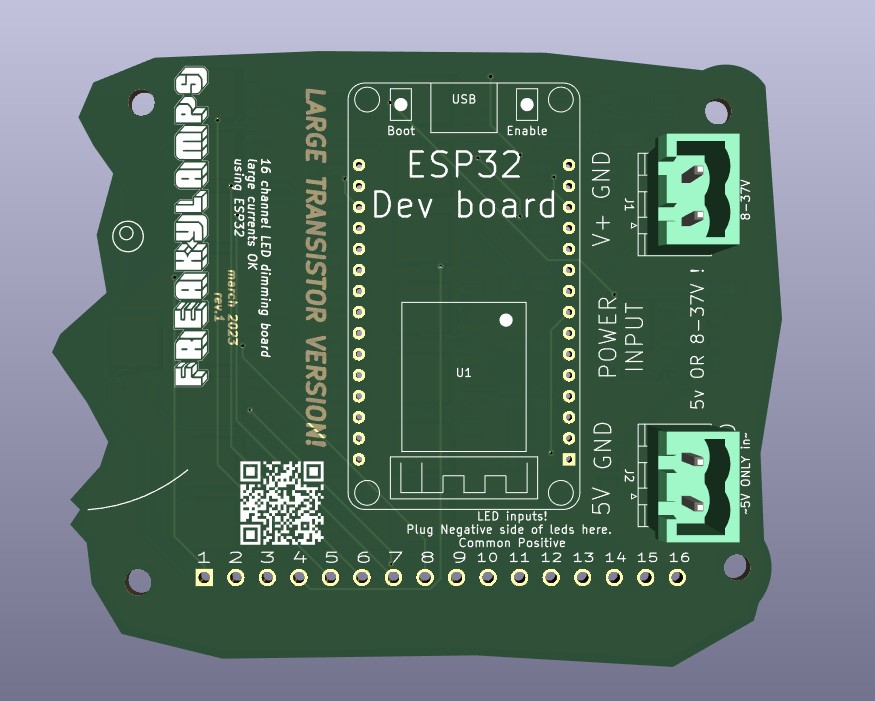 FREAKYLAMPS
16 channel LED dimming board
large currents OK
using ESP32
march 2023
rev.1
LARGE TRANSISTOR VERSION!
USB
Boot
Enable
ESP32
Dev board
U1
V+ GND
J1
8-37V
POWER
INPUT
5v OR 8-37V !
5V GND
J2
~5V ONLY in~
LED inputs!
Plug Negative side of leds here.
Common Positive
1 2 3 4 5 6 7 8 9 10 11 12 13 14 15 16